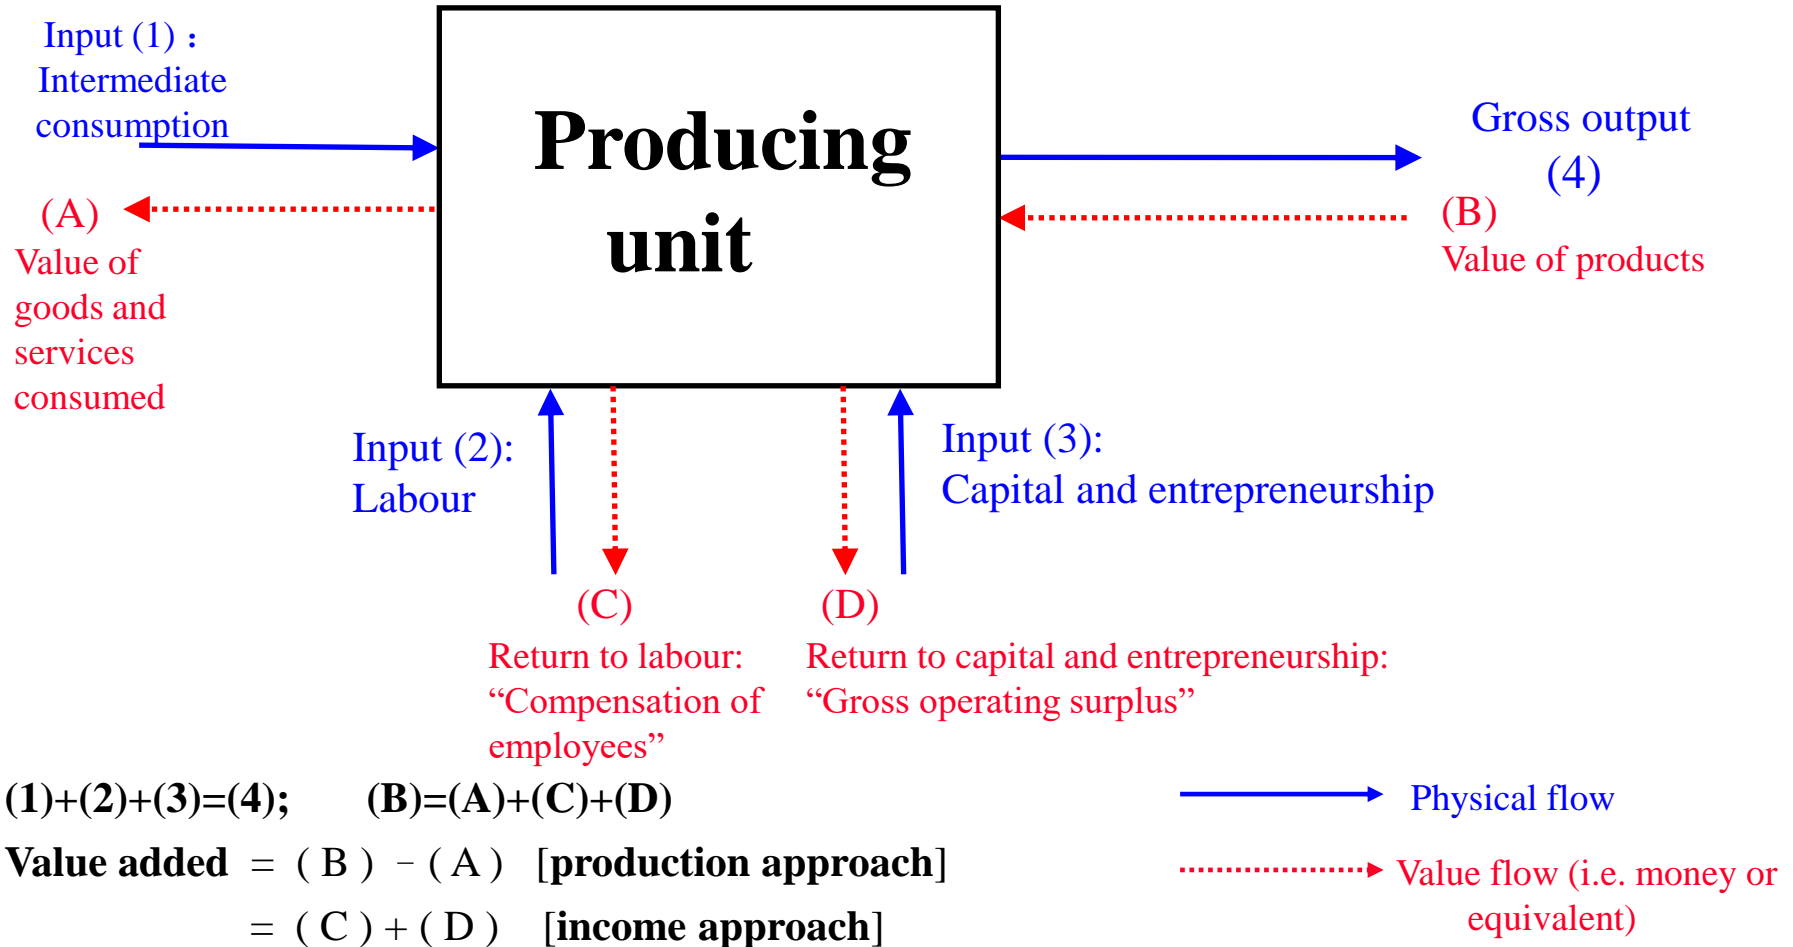 Input (1) ：
Intermediate
consumption
Producing
unit
Gross output
(4)
(A)
Value of
goods and
services
consumed
(B)
Value of products
Input (2):
Labour
Input (3):
Capital and entrepreneurship
(C)
Return to labour:
“Compensation of
employees”
(D)
Return to capital and entrepreneurship:
“Gross operating surplus”
(1)+(2)+(3)=(4); (B)=(A)+(C)+(D)
Value added = ( B ) - ( A ) [production approach]
= ( C ) + ( D ) [income approach]
Physical flow
Value flow (i.e. money or
equivalent)